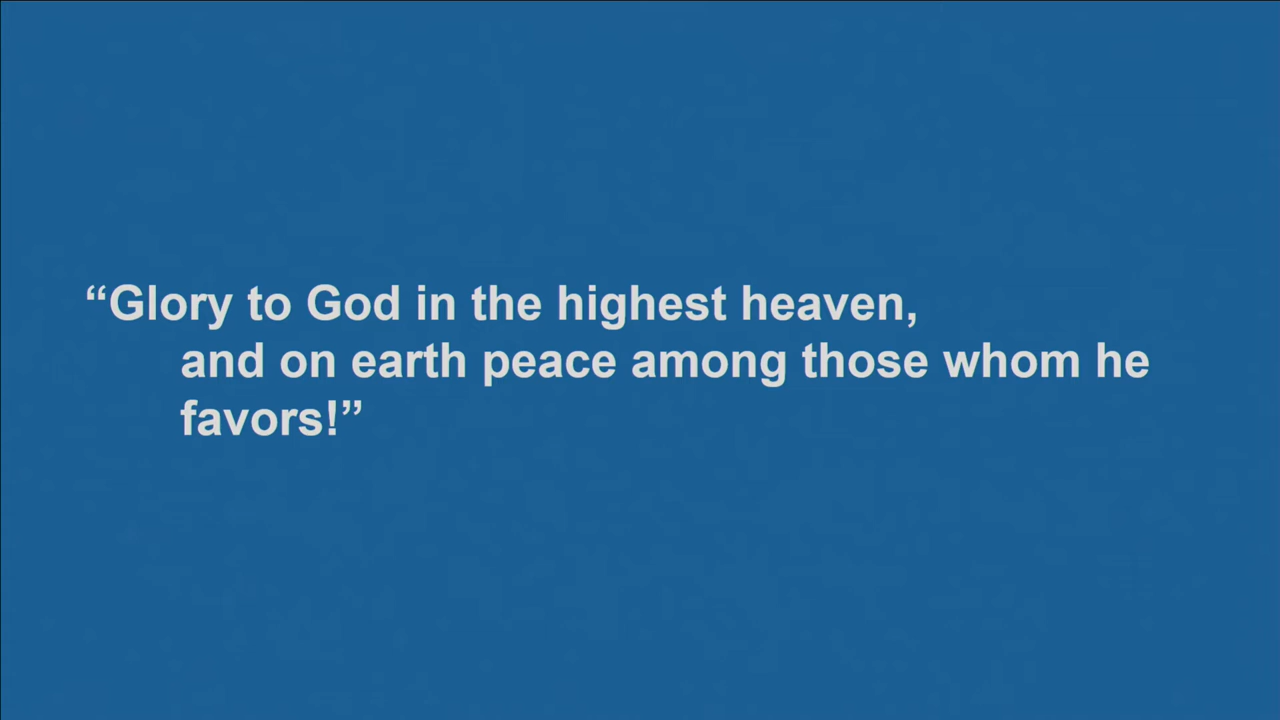 “Glory to God in the highest heaven,
and on earth peace among those whom he
favors!”